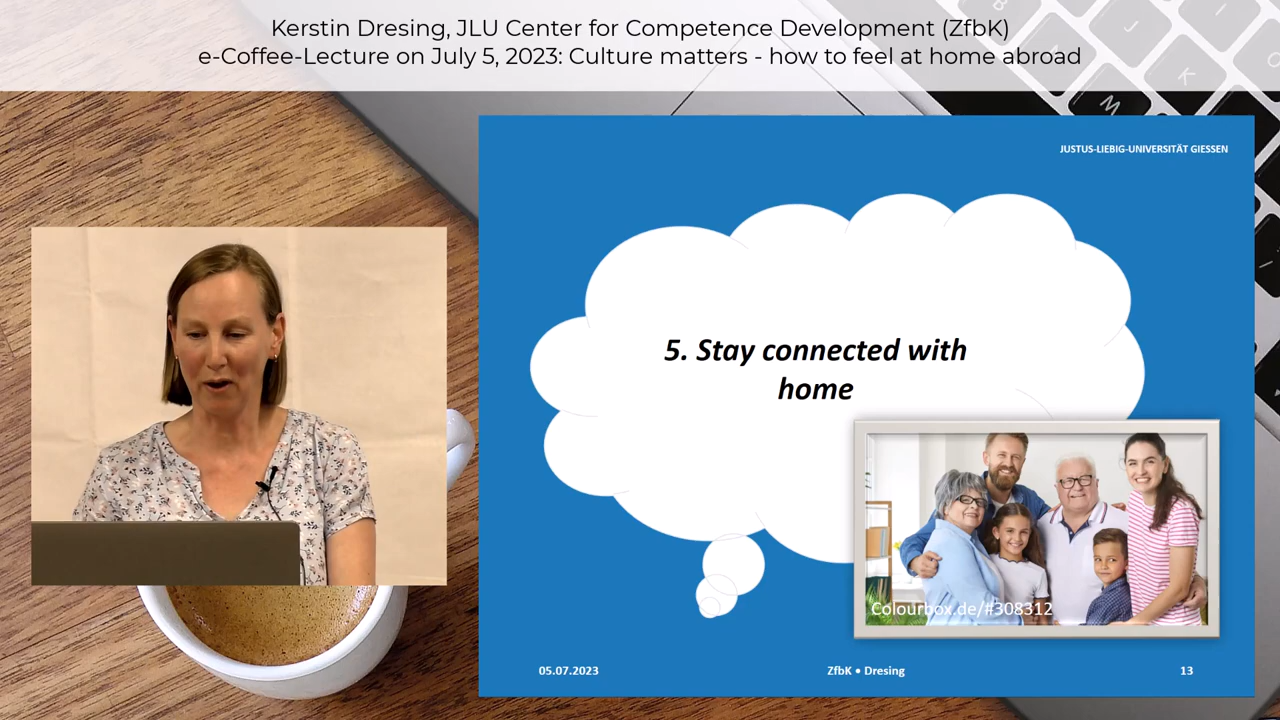 Kerstin Dresing, JLU Center for Competence Development (ZfbK)
e-Coffee-Lecture on July 5, 2023: Culture matters - how to feel at home abroad
JUSTUS-LIEBIG-UNIVERSITÄT GIESSEN
5. Stay connected with
home
Colourbox.de/#308312
05.07.2023
ZfbK • Dresing
13